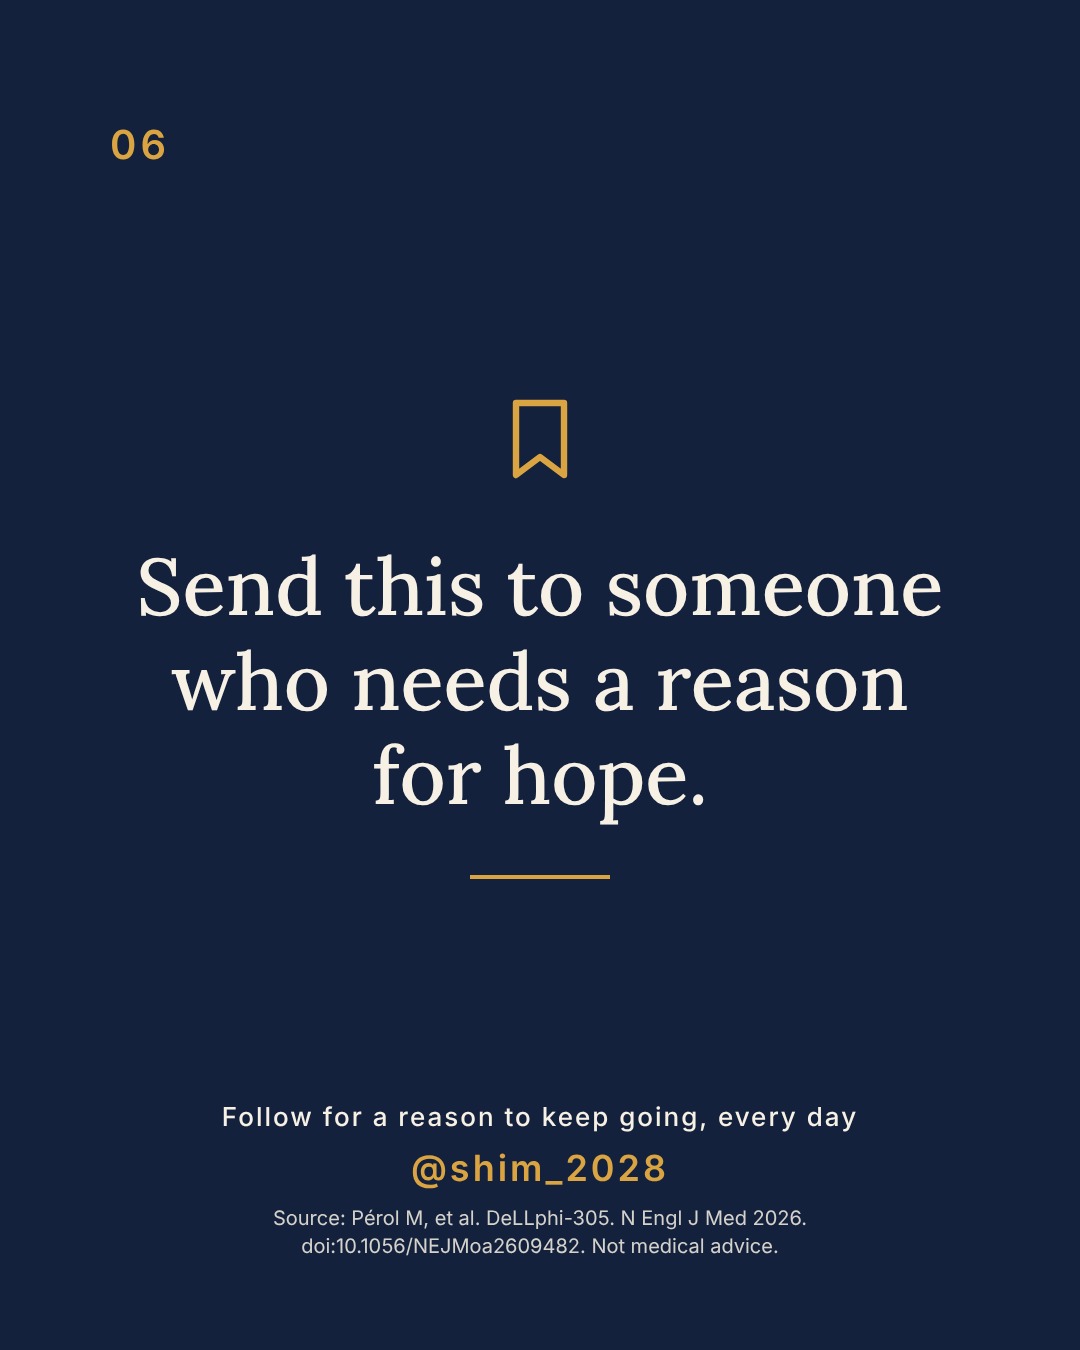 06
Send this to someone
who needs a reason
for hope.
Follow for a reason to keep going, every day
@shim_2028
Source: Pérol M, et al. DeLLphi-305. N Engl J Med 2026.
doi:10.1056/NEJMoa2609482. Not medical advice.